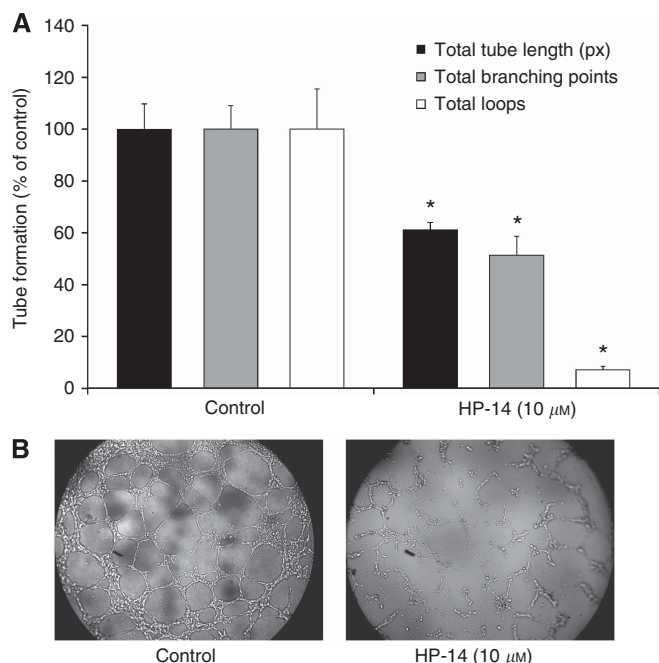 A
140
120
100
80
60
40
20
0
Tube formation (% of control)
Total tube length (px)
Total branching points
Total loops
*
*
*
Control
HP-14 (10 μM)
B
Control
HP-14 (10 μM)